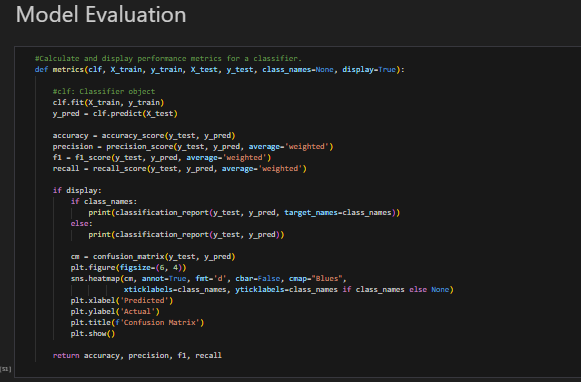 Model Evaluation
#Calculate and display performance metrics for a classifier.
def metrics(clf, X_train, y_train, X_test, y_test, class_names=None, display=True):
#clf: Classifier object
clf.fit(X_train, y_train)
y_pred = clf.predict(X_test)
accuracy = accuracy_score(y_test, y_pred)
precision = precision_score(y_test, y_pred, average='weighted')
f1 = f1_score(y_test, y_pred, average='weighted')
recall = recall_score(y_test, y_pred, average='weighted')
if display:
if class_names:
print(classification_report(y_test, y_pred, target_names=class_names))
else:
print(classification_report(y_test, y_pred))
cm = confusion_matrix(y_test, y_pred)
plt.figure(figsize=(6, 4))
sns.heatmap(cm, annot=True, fmt='d', cbar=False, cmap="Blues",
xticklabels=class_names, yticklabels=class_names if class_names else None)
plt.xlabel('Predicted')
plt.ylabel('Actual')
plt.title(f'Confusion Matrix')
plt.show()
return accuracy, precision, f1, recall
[51]